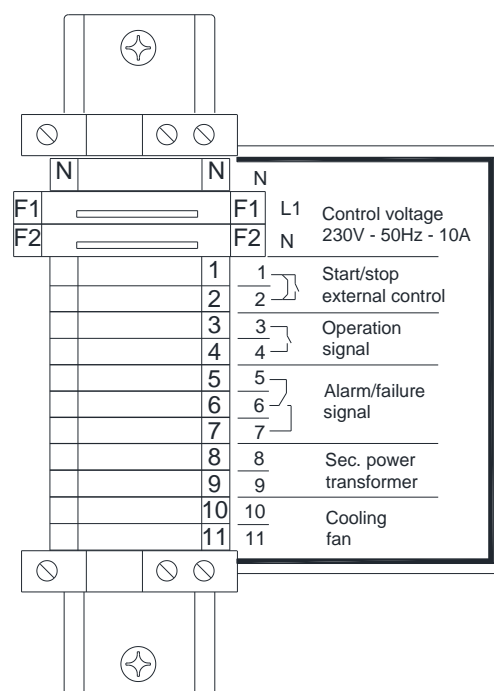 N N N
F1 F1 L1 Control voltage
F2 F2 N 230V - 50Hz - 10A
1 1 Start/stop
2 2 external control
3 3 Operation
4 4 signal
5 5 Alarm/failure
6 6 signal
7 7
8 8 Sec. power
9 9 transformer
10 10 Cooling
11 11 fan